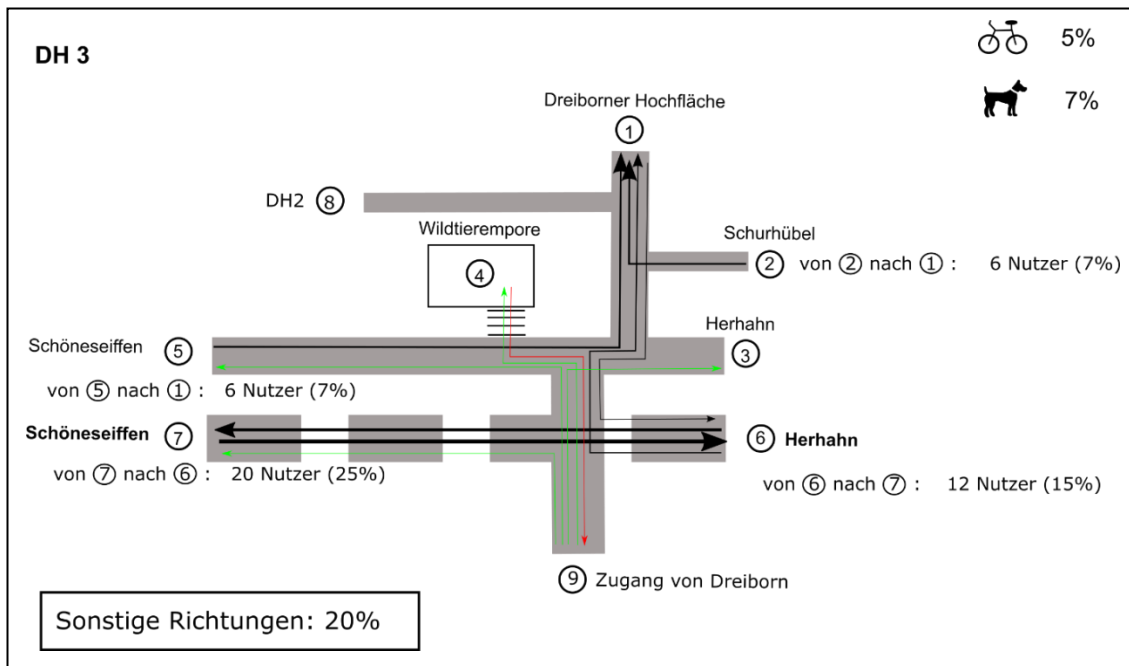 DH 3
5%
7%
Dreiborner Hochfläche
1
DH2 8
Wildtierempore
4
Schurhübel
2 von 2 nach 1 : 6 Nutzer (7%)
Herhahn
3
Schöneseiffen 5
von 5 nach 1 : 6 Nutzer (7%)
Schöneseiffen 7
von 7 nach 6 : 20 Nutzer (25%)
6 Herhahn
von 6 nach 7 : 12 Nutzer (15%)
9 Zugang von Dreiborn
Sonstige Richtungen: 20%